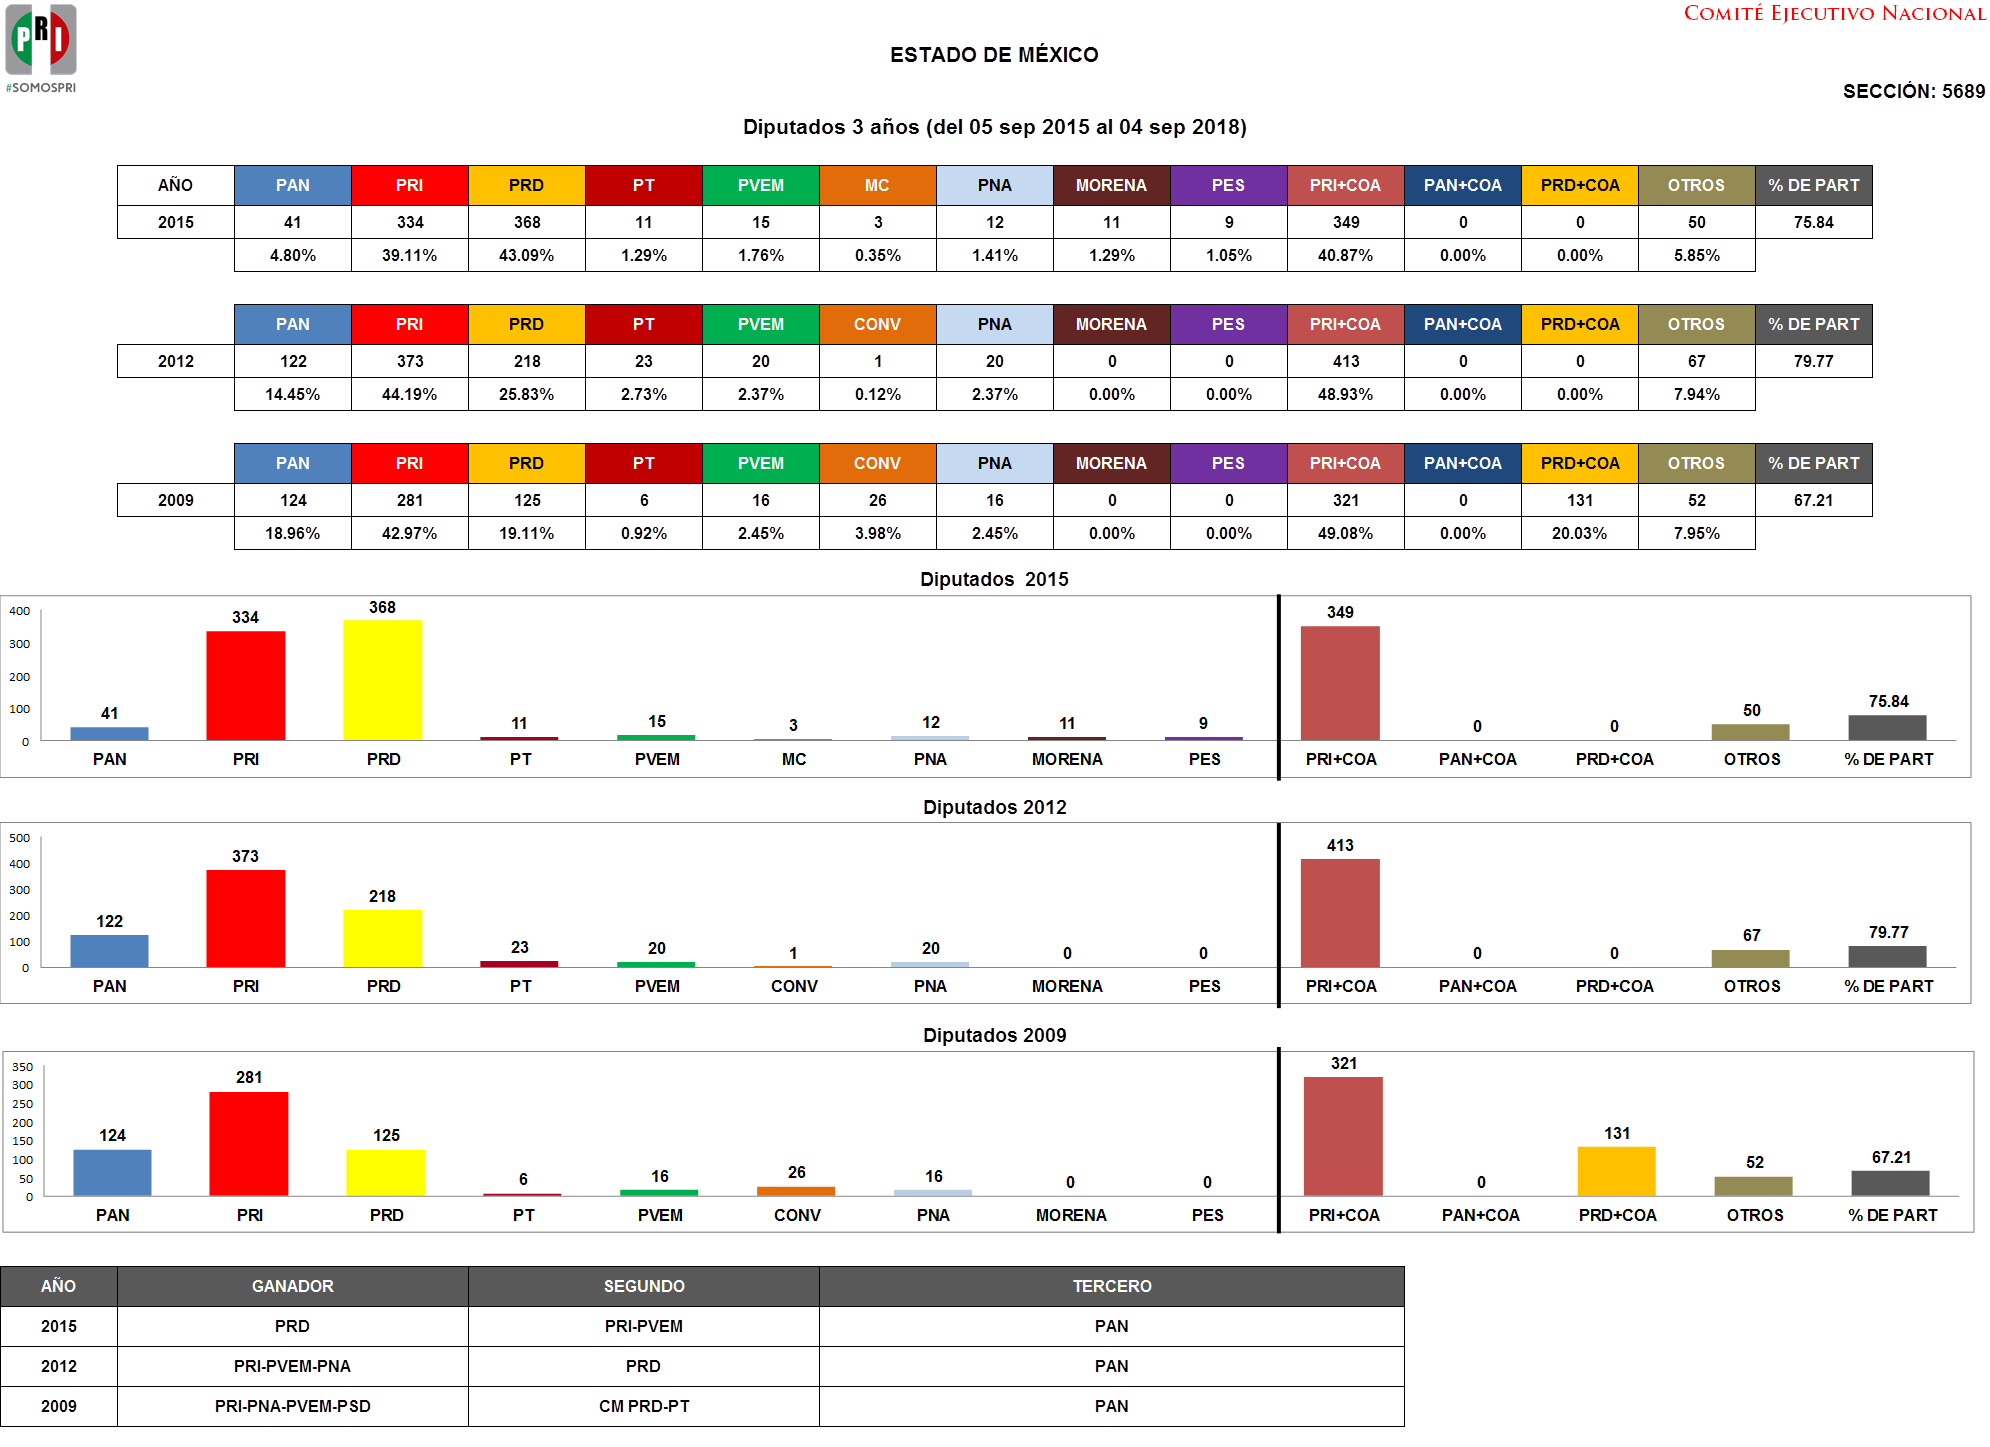 PRI
#SOMOSPRI
COMITÉ EJECUTIVO NACIONAL
ESTADO DE MÉXICO
SECCIÓN: 5689
Diputados 3 años (del 05 sep 2015 al 04 sep 2018)
AÑO PAN PRI PRD PT PVEM MC PNA MORENA PES PRI+COA PAN+COA PRD+COA OTROS % DE PART
2015 41 334 368 11 15 3 12 11 9 349 0 0 50 75.84
4.80% 39.11% 43.09% 1.29% 1.76% 0.35% 1.41% 1.29% 1.05% 40.87% 0.00% 0.00% 5.85%
PAN PRI PRD PT PVEM CONV PNA MORENA PES PRI+COA PAN+COA PRD+COA OTROS % DE PART
2012 122 373 218 23 20 1 20 0 0 413 0 0 67 79.77
14.45% 44.19% 25.83% 2.73% 2.37% 0.12% 2.37% 0.00% 0.00% 48.93% 0.00% 0.00% 7.94%
PAN PRI PRD PT PVEM CONV PNA MORENA PES PRI+COA PAN+COA PRD+COA OTROS % DE PART
2009 124 281 125 6 16 26 16 0 0 321 0 131 52 67.21
18.96% 42.97% 19.11% 0.92% 2.45% 3.98% 2.45% 0.00% 0.00% 49.08% 0.00% 20.03% 7.95%
Diputados 2015
400
300
200
100
0
41 334 368 11 15 3 12 11 9 349 0 0 50 75.84
PAN PRI PRD PT PVEM MC PNA MORENA PES PRI+COA PAN+COA PRD+COA OTROS % DE PART
Diputados 2012
500
400
300
200
100
0
122 373 218 23 20 1 20 0 0 413 0 0 67 79.77
PAN PRI PRD PT PVEM CONV PNA MORENA PES PRI+COA PAN+COA PRD+COA OTROS % DE PART
Diputados 2009
350
300
250
200
150
100
50
0
124 281 125 6 16 26 16 0 0 321 0 131 52 67.21
PAN PRI PRD PT PVEM CONV PNA MORENA PES PRI+COA PAN+COA PRD+COA OTROS % DE PART
AÑO GANADOR SEGUNDO TERCERO
2015 PRD PRI-PVEM PAN
2012 PRI-PVEM-PNA PRD PAN
2009 PRI-PNA-PVEM-PSD CM PRD-PT PAN